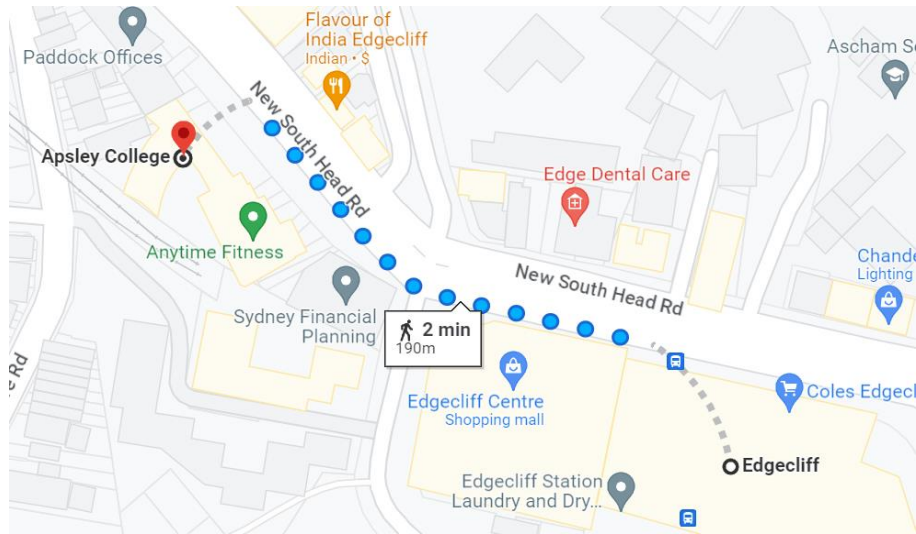 Flavour of
India Edgecliff
Indian • $
Paddock Offices
Ascham S
New South Head Rd
Apsley College
Edge Dental Care
Anytime Fitness
New South Head Rd
Chande
Lighting
Sydney Financial
Planning
2 min
190m
e Rd
Edgecliff Centre
Shopping mall
Coles Edgecl
Edgecliff
Edgecliff Station
Laundry and Dry...